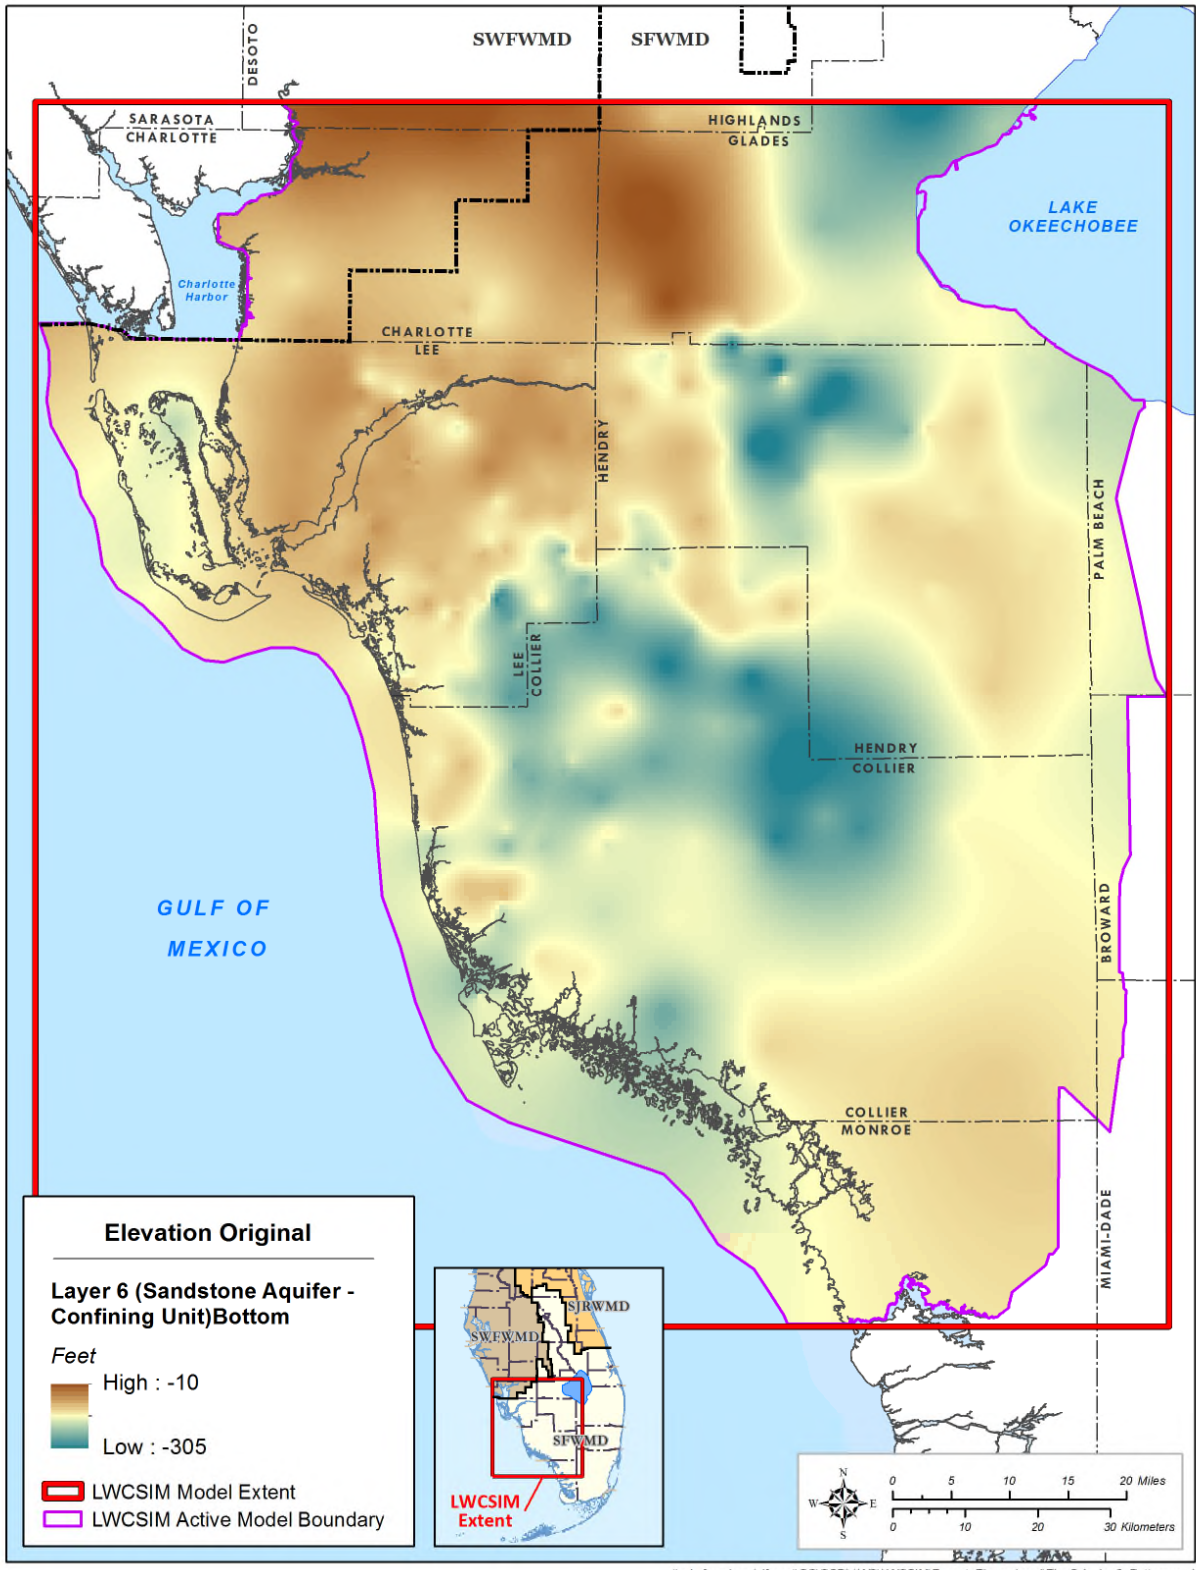 SWFWMD
SFWMD
DESOTO
SARASOTA
CHARLOTTE
HIGHLANDS
GLADES
LAKE
OKEECHOBEE
Charlotte
Harbor
CHARLOTTE
LEE
HENDRY
PALM BEACH
LEE
COLLIER
HENDRY
COLLIER
GULF OF
MEXICO
BROWARD
COLLIER
MONROE
MIAMI-DADE
Elevation Original
Layer 6 (Sandstone Aquifer -
Confining Unit)Bottom
Feet
High : -10
Low : -305
LWCSIM Model Extent
LWCSIM Active Model Boundary
SJRWMD
SWFWMD
SFWMD
LWCSIM
Extent
N
W
E
S
0 5 10 15 20 Miles
0 10 20 30 Kilometers